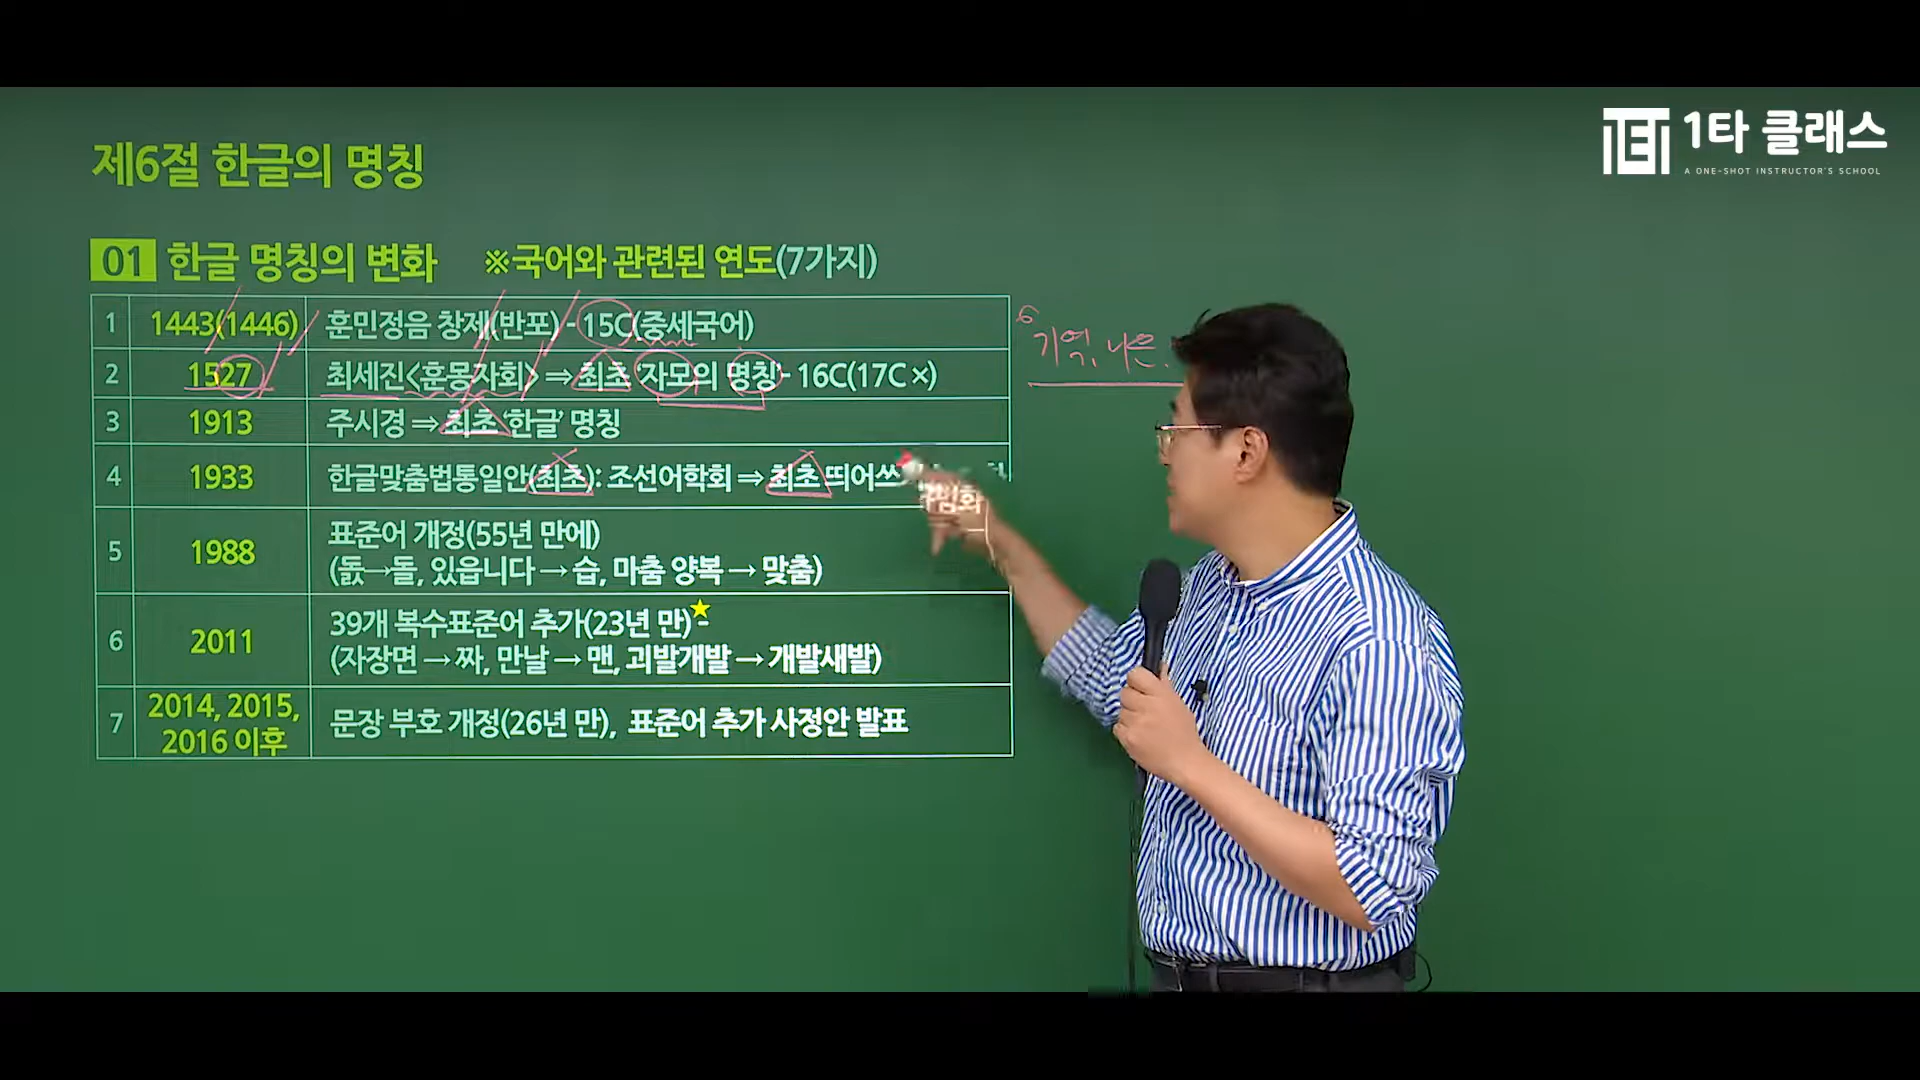 1타 클래스
A ONE-SHOT INSTRUCTOR'S SCHOOL
제6절 한글의 명칭
01 한글 명칭의 변화 ※국어와 관련된 연도(7가지)
1 1443(1446) 훈민정음 창제(반포) - 15C(중세국어)
2 1527 최세진<훈몽자회> ⇒ 최초 '자모의 명칭'- 16C(17C ×)
기역, 니은
3 1913 주시경 ⇒ 최초 '한글' 명칭
4 1933 한글맞춤법통일안(최초): 조선어학회 ⇒ 최초 띄어쓰
5 1988 표준어 개정(55년 만에)
(돐→돌, 있읍니다 → 습, 마춤 양복 → 맞춤)
6 2011 39개 복수표준어 추가(23년 만)★-
(자장면 → 짜, 만날 → 맨, 괴발개발 → 개발새발)
7 2014, 2015, 2016 이후 문장 부호 개정(26년 만), 표준어 추가 사정안 발표